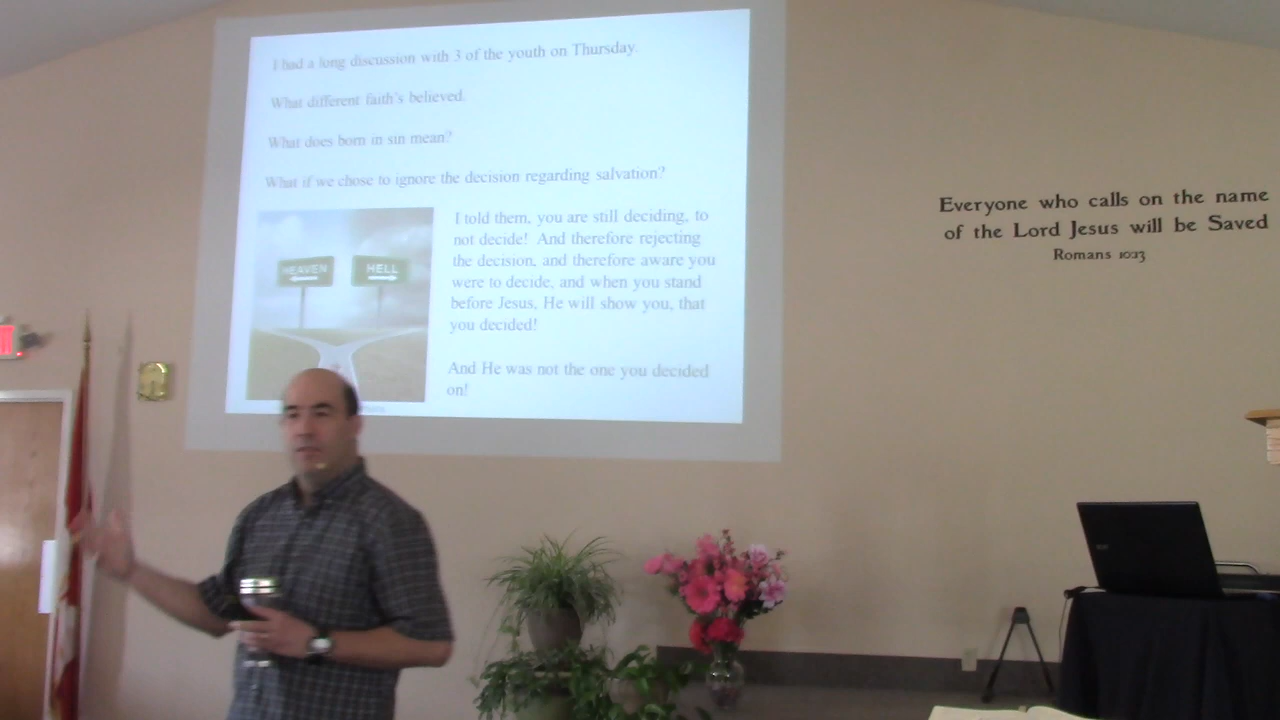 I had a long discussion with 3 of the youth on Thursday.
What different faith's believed.
What does born in sin mean?
What if we chose to ignore the decision regarding salvation?
HEAVEN
HELL
I told them, you are still deciding, to
not decide! And therefore rejecting
the decision, and therefore aware you
were to decide, and when you stand
before Jesus, He will show you, that
you decided!
And He was not the one you decided
on!
Everyone who calls on the name
of the Lord Jesus will be Saved
Romans 10:13